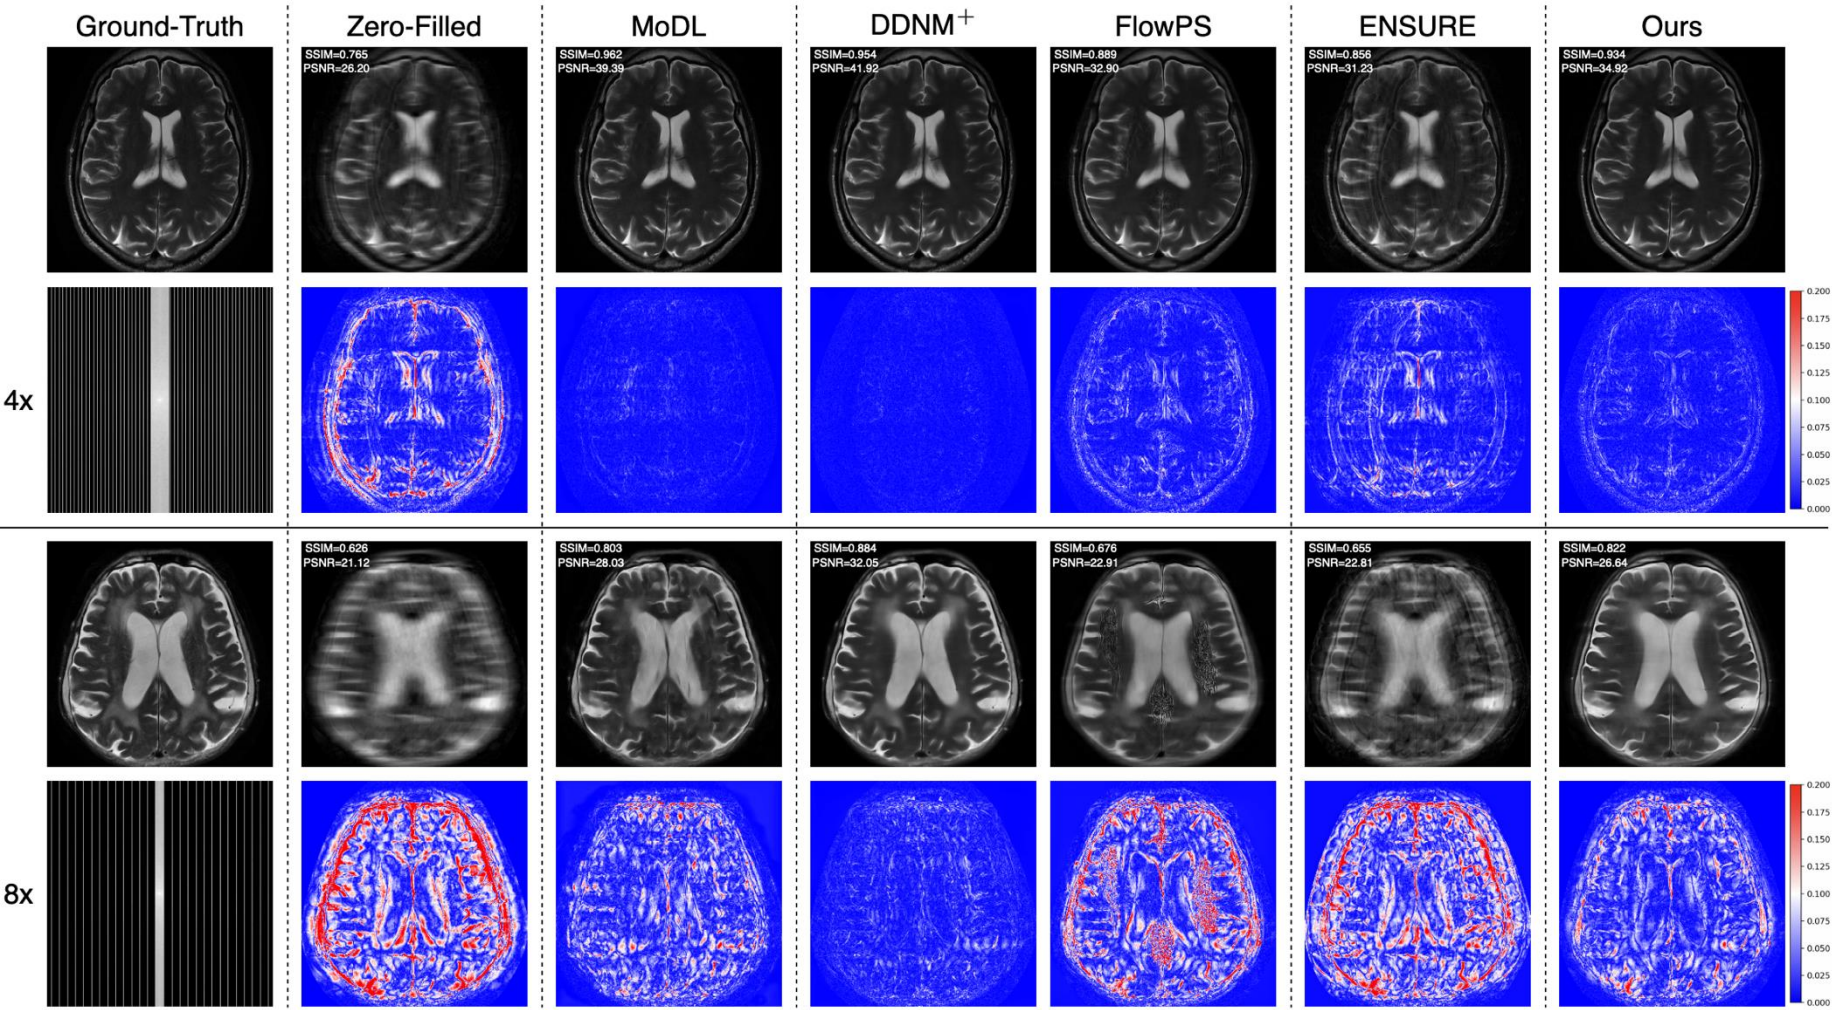 Ground-Truth Zero-Filled MoDL DDNM⁺ FlowPS ENSURE Ours
SSIM=0.765 SSIM=0.962 SSIM=0.954 SSIM=0.889 SSIM=0.856 SSIM=0.934
PSNR=26.20 PSNR=39.39 PSNR=41.92 PSNR=32.90 PSNR=31.23 PSNR=34.92
4x
0.200
0.175
0.150
0.125
0.100
0.075
0.050
0.025
0.000
SSIM=0.626 SSIM=0.803 SSIM=0.884 SSIM=0.676 SSIM=0.655 SSIM=0.822
PSNR=21.12 PSNR=28.03 PSNR=32.05 PSNR=22.91 PSNR=22.81 PSNR=26.64
8x
0.200
0.175
0.150
0.125
0.100
0.075
0.050
0.025
0.000